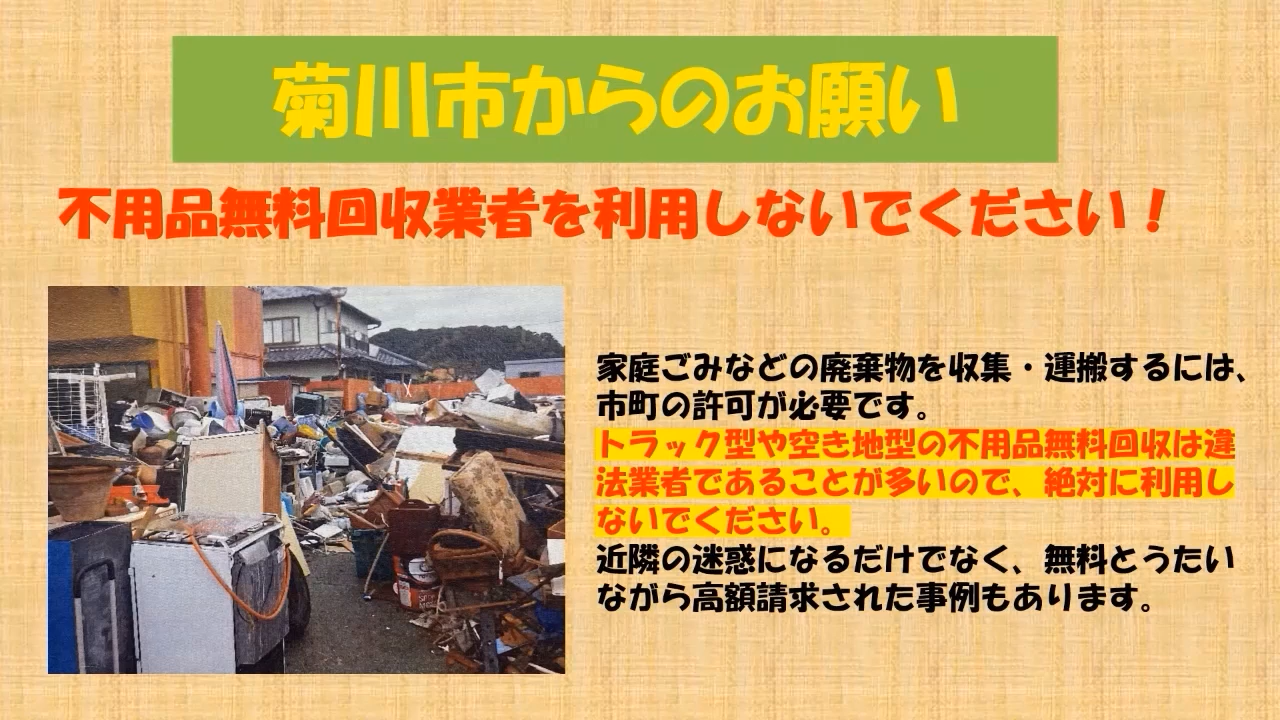 菊川市からのお願い
不用品無料回収業者を利用しないでください！
家庭ごみなどの廃棄物を収集・運搬するには、
市町の許可が必要です。
トラック型や空き地型の不用品無料回収は違
法業者であることが多いので、絶対に利用し
ないでください。
近隣の迷惑になるだけでなく、無料とうたい
ながら高額請求された事例もあります。